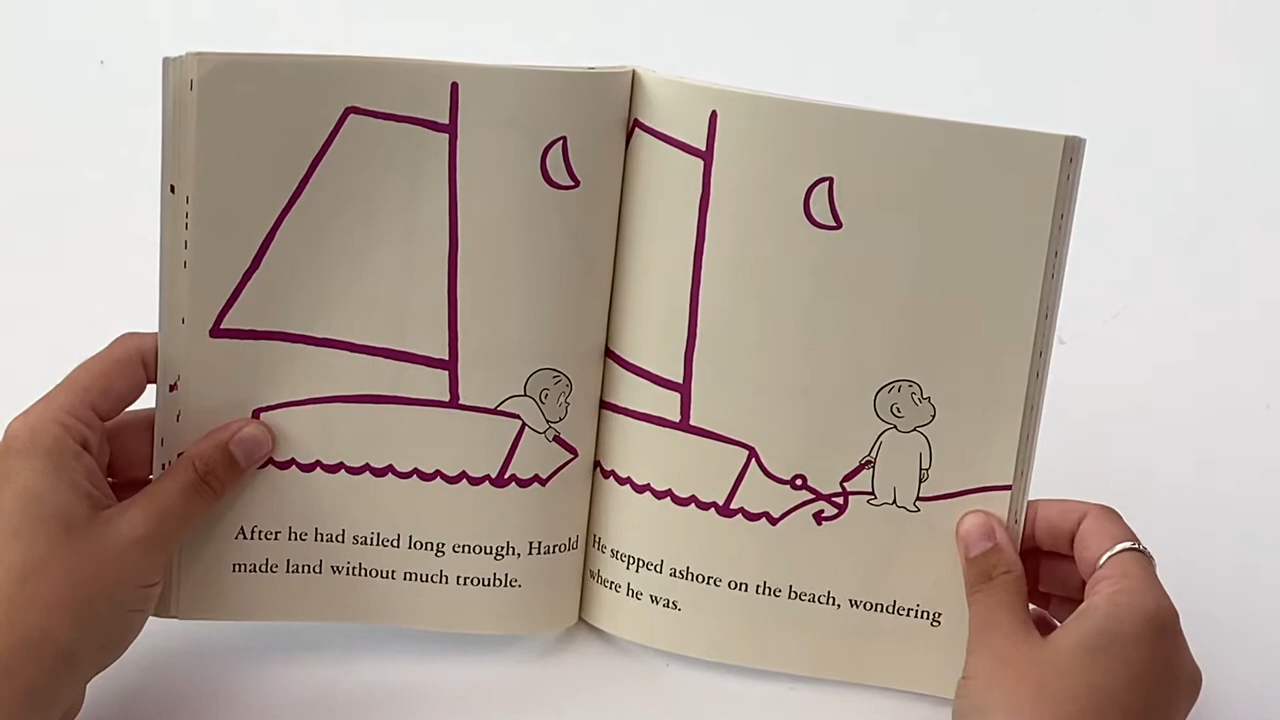 After he had sailed long enough, Harold
made land without much trouble.
He stepped ashore on the beach, wondering
where he was.